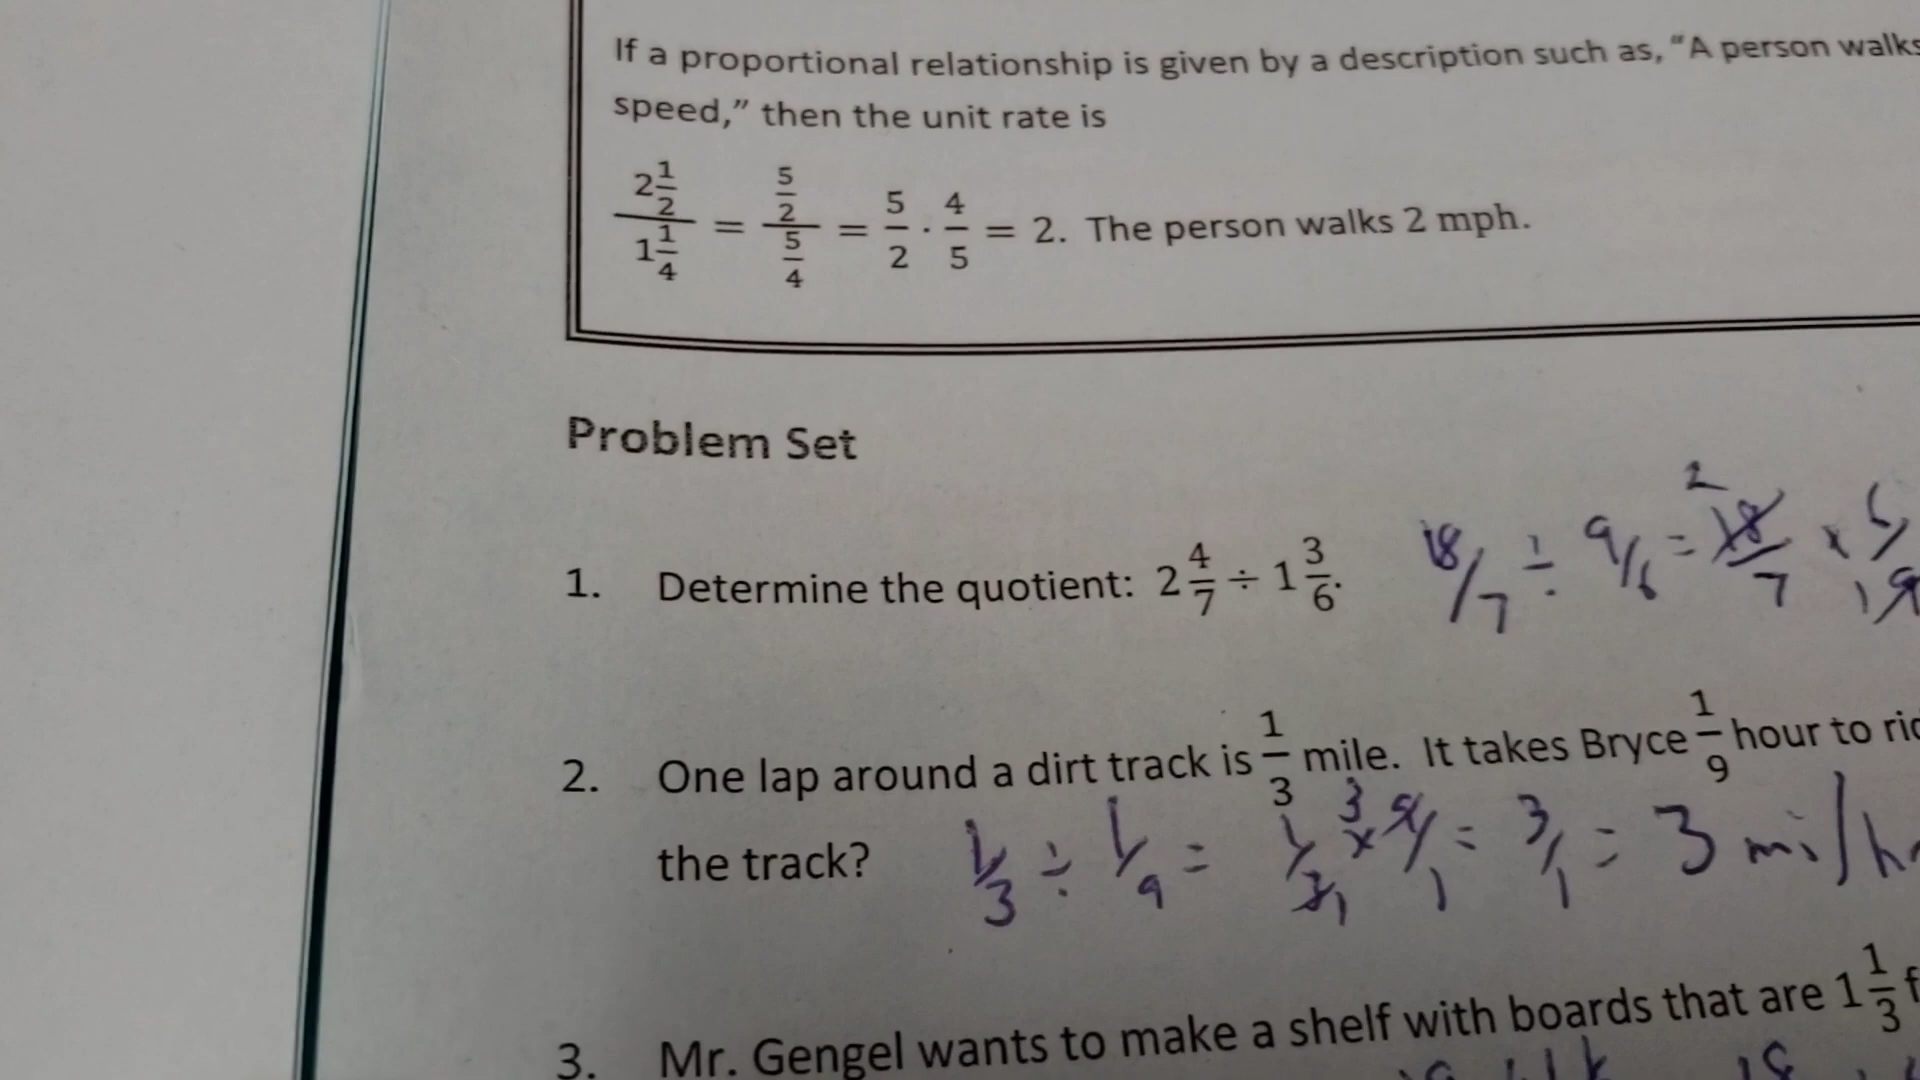 If a proportional relationship is given by a description such as, “A person walks
speed,” then the unit rate is
2 1/2 / 1 1/4 = 5/2 / 5/4 = 5/2 · 4/5 = 2. The person walks 2 mph.
Problem Set
1. Determine the quotient: 2 4/7 ÷ 1 3/6. 18/7 ÷ 9/6 = 2 18/7 x
2. One lap around a dirt track is 1/3 mile. It takes Bryce 1/9 hour to
the track? 1/3 ÷ 1/9 = 1/3 1 x 3 9/1 = 3/1 = 3 mi/h
3. Mr. Gengel wants to make a shelf with boards that are 1 1/3